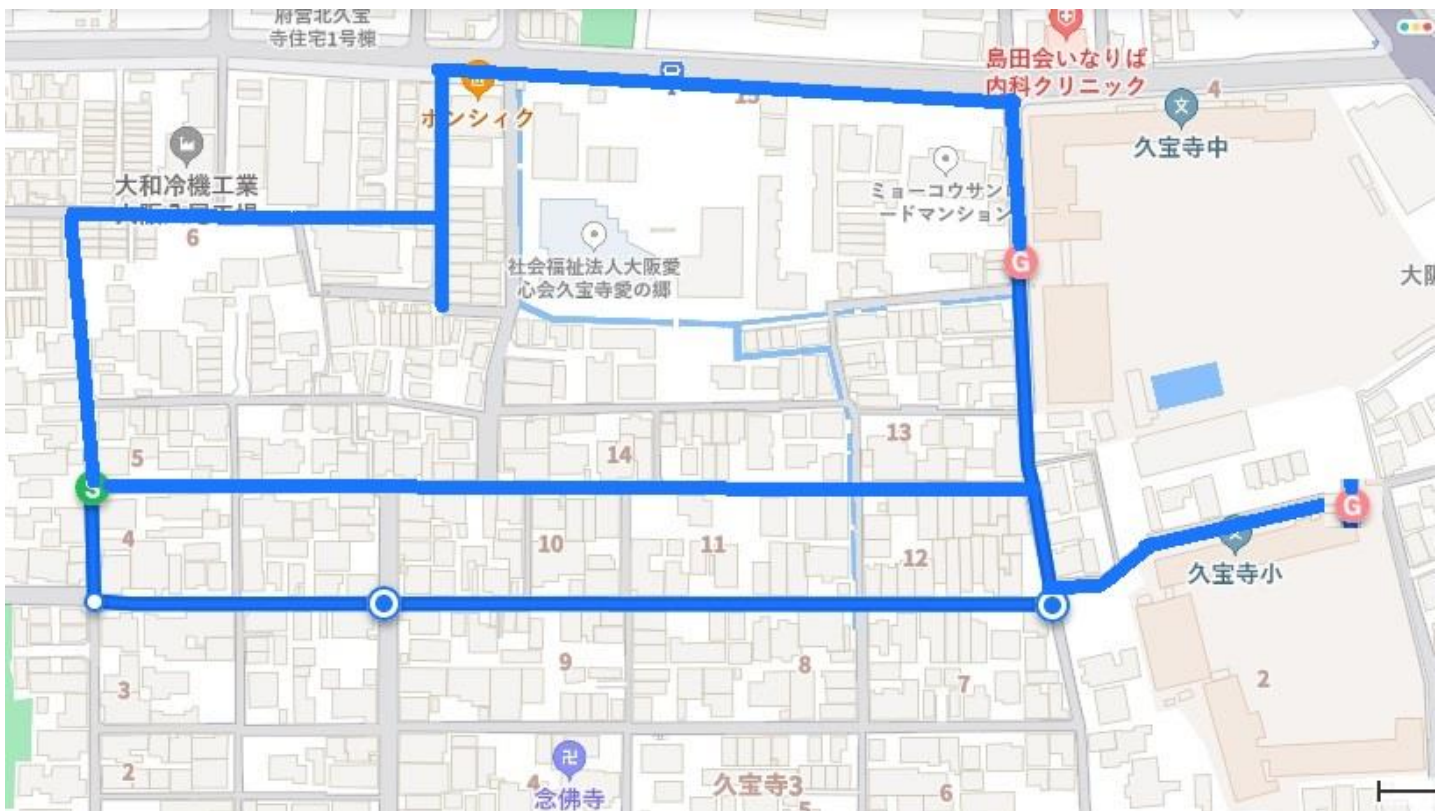 府営北久宝
寺住宅1号棟
島田会いなりば
内科クリニック
4
15
ボンシイク
久宝寺中
大和冷機工業
6
ミョーコウサン
ードマンション
社会福祉法人大阪愛
心会久宝寺愛の郷
G
大阪
13
5
14
S
G
4
10
11
12
久宝寺小
9
8
7
3
2
2
久宝寺3
4
念佛寺
5
6